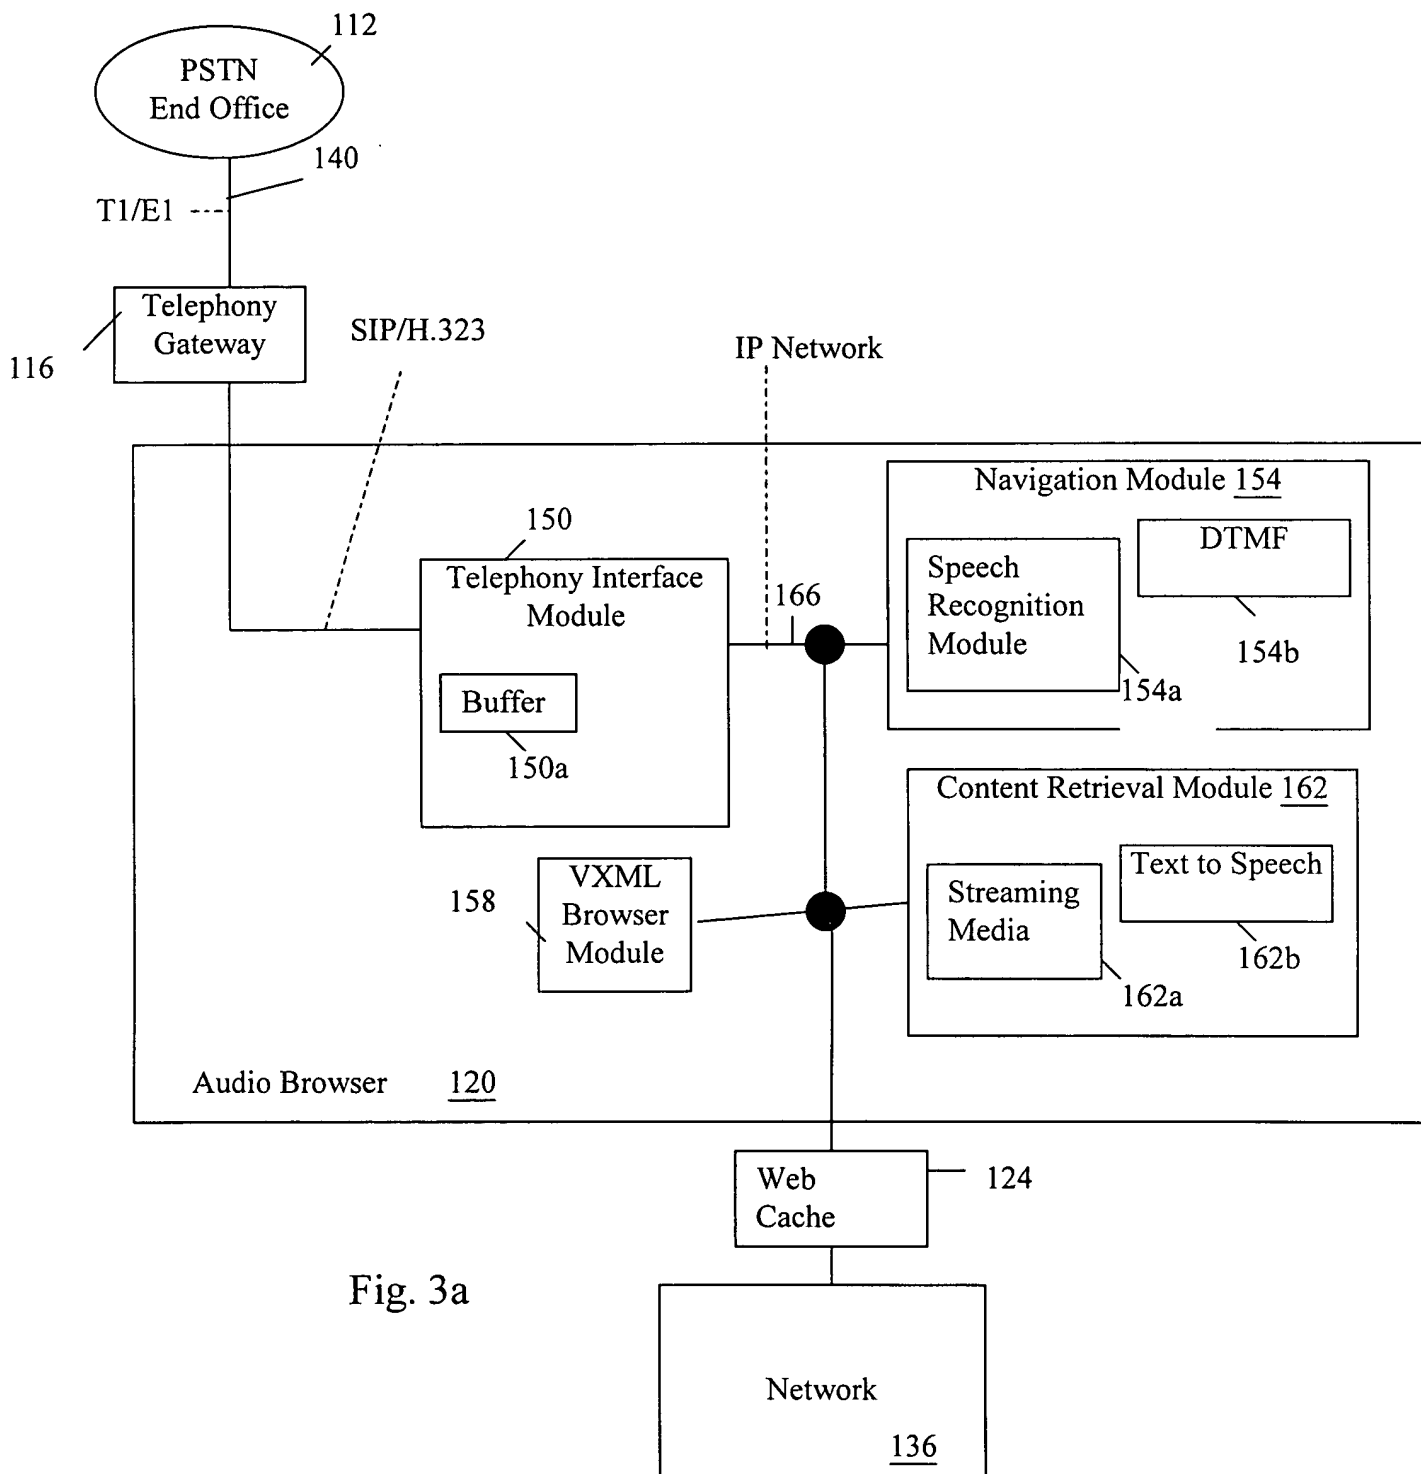 112
PSTN
End Office
140
T1/E1
Telephony
Gateway
116
SIP/H.323
IP Network
Navigation Module 154
DTMF
Speech
Recognition
Module
154b
154a
150
Telephony Interface
Module
166
Buffer
150a
Content Retrieval Module 162
Text to Speech
Streaming
Media
162b
162a
VXML
Browser
Module
158
Audio Browser 120
Web
Cache
124
Fig. 3a
Network
136